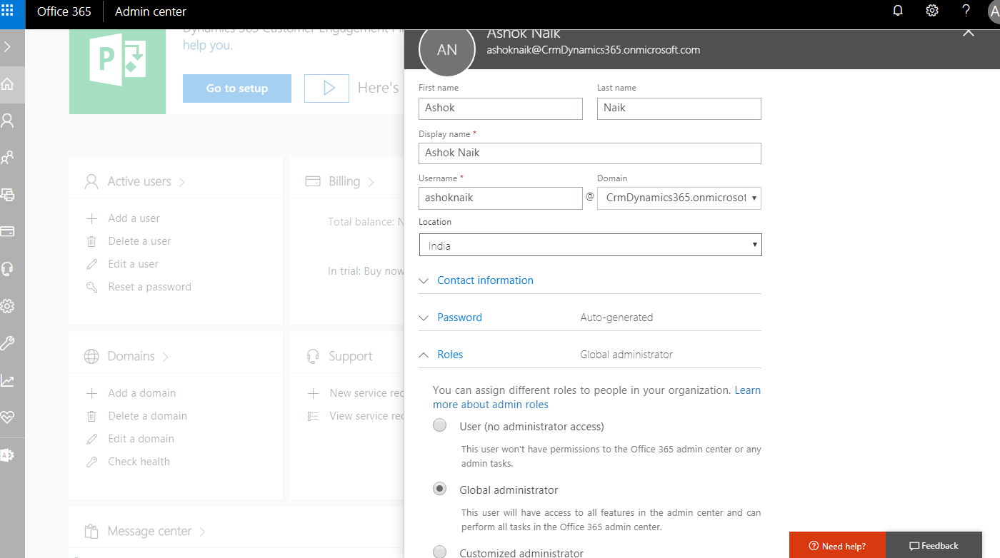 Office 365
Admin center
A
Dynamics 365 Customer Engagement Pl
help you.
P
Go to setup
Here's
Active users
Add a user
Delete a user
Edit a user
Reset a password
Billing
Total balance: N
In trial: Buy now
Domains
Add a domain
Delete a domain
Edit a domain
Check health
Support
New service rec
View service rec
Message center
A
AN
Ashok Naik
ashoknaik@CrmDynamics365.onmicrosoft.com
First name
Last name
Ashok
Naik
Display name *
Ashok Naik
Username *
Domain
ashoknaik
@
CrmDynamics365.onmicrosof
Location
India
Contact information
Password
Auto-generated
Roles
Global administrator
You can assign different roles to people in your organization. Learn
more about admin roles
User (no administrator access)
This user won't have permissions to the Office 365 admin center or any
admin tasks.
Global administrator
This user will have access to all features in the admin center and can
perform all tasks in the Office 365 admin center.
Customized administrator
Need help?
Feedback